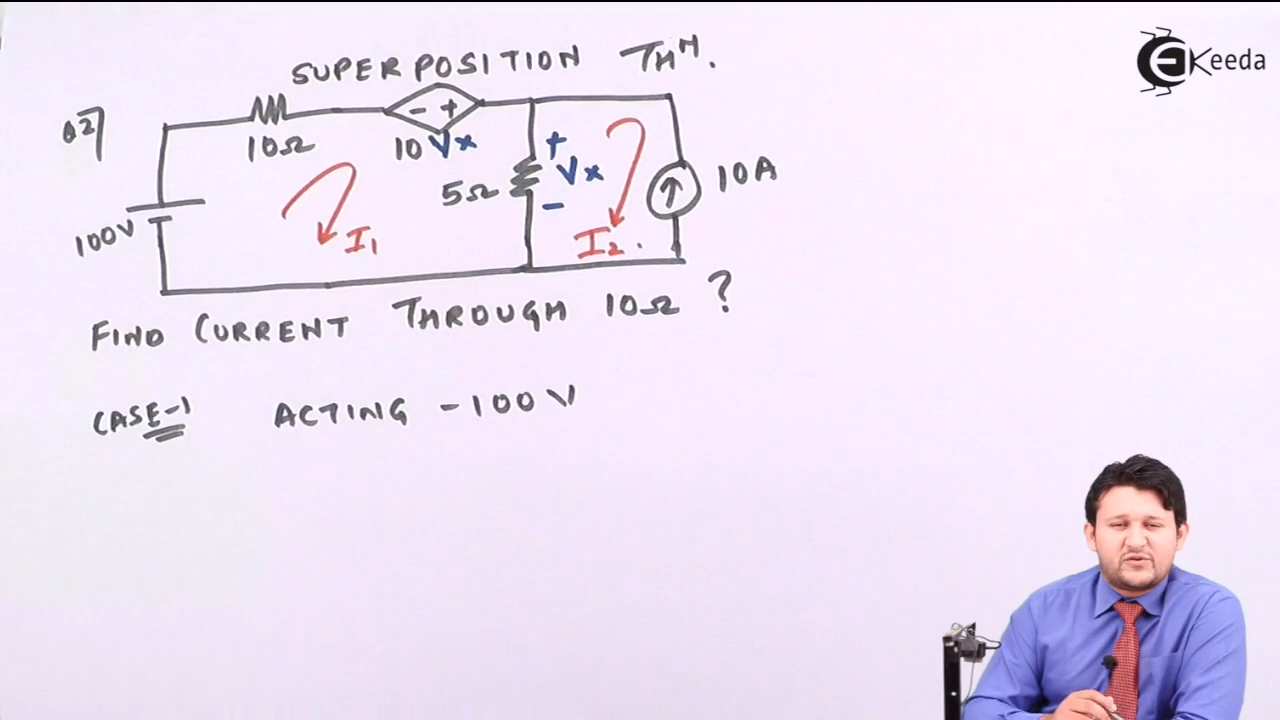 SUPERPOSITION THM.
Q2]
10Ω
- +
10 Vx
5Ω
+
Vx
-
10A
100V
I1
I2.
FIND CURRENT THROUGH 10Ω ?
CASE-1 ACTING - 100 V
EKeeda